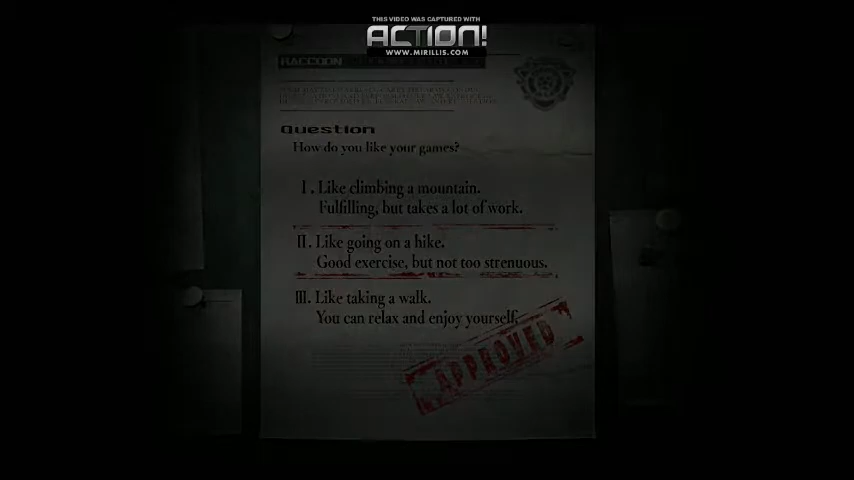 THIS VIDEO WAS CAPTURED WITH
ACTION!
WWW.MIRILLIS.COM
RACCOON
Question
How do you like your games?
I. Like climbing a mountain.
Fulfilling, but takes a lot of work.
II. Like going on a hike.
Good exercise, but not too strenuous.
III. Like taking a walk.
You can relax and enjoy yourself.
APPROVED